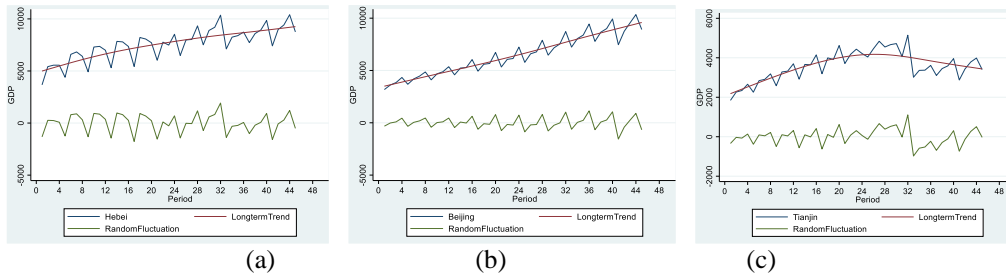 10000
5000
0
-5000
GDP
0 4 8 12 16 20 24 28 32 36 40 44 48
Period
Hebei LongtermTrend
RandomFluctuation
(a)
10000
5000
0
-5000
GDP
0 4 8 12 16 20 24 28 32 36 40 44 48
Period
Beijing LongtermTrend
RandomFluctuation
(b)
6000
4000
2000
0
-2000
GDP
0 4 8 12 16 20 24 28 32 36 40 44 48
Period
Tianjin LongtermTrend
RandomFluctuation
(c)